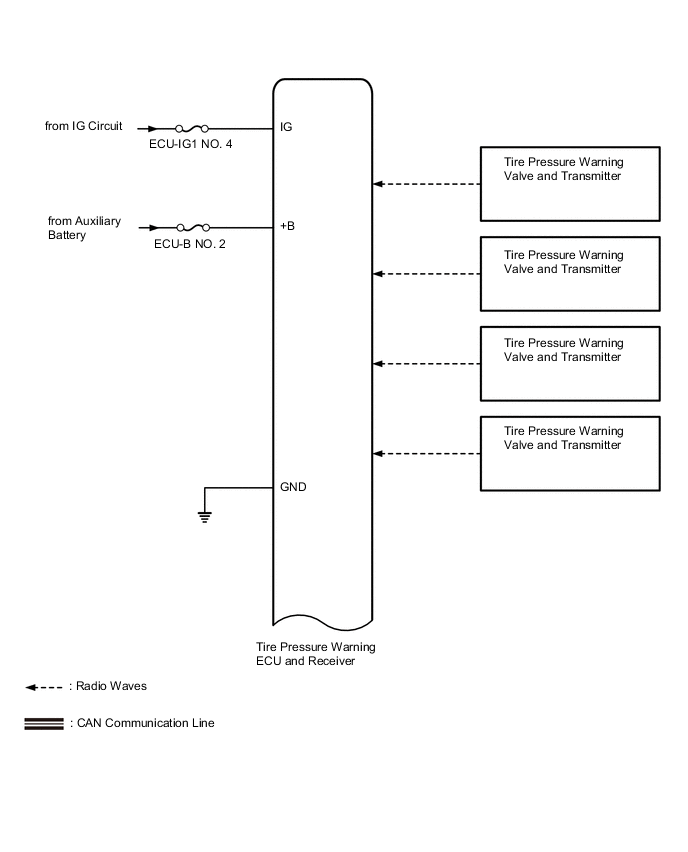 from IG Circuit
IG
ECU-IG1 NO. 4
Tire Pressure Warning
Valve and Transmitter
from Auxiliary
Battery
+B
ECU-B NO. 2
Tire Pressure Warning
Valve and Transmitter
Tire Pressure Warning
Valve and Transmitter
Tire Pressure Warning
Valve and Transmitter
GND
Tire Pressure Warning
ECU and Receiver
: Radio Waves
: CAN Communication Line